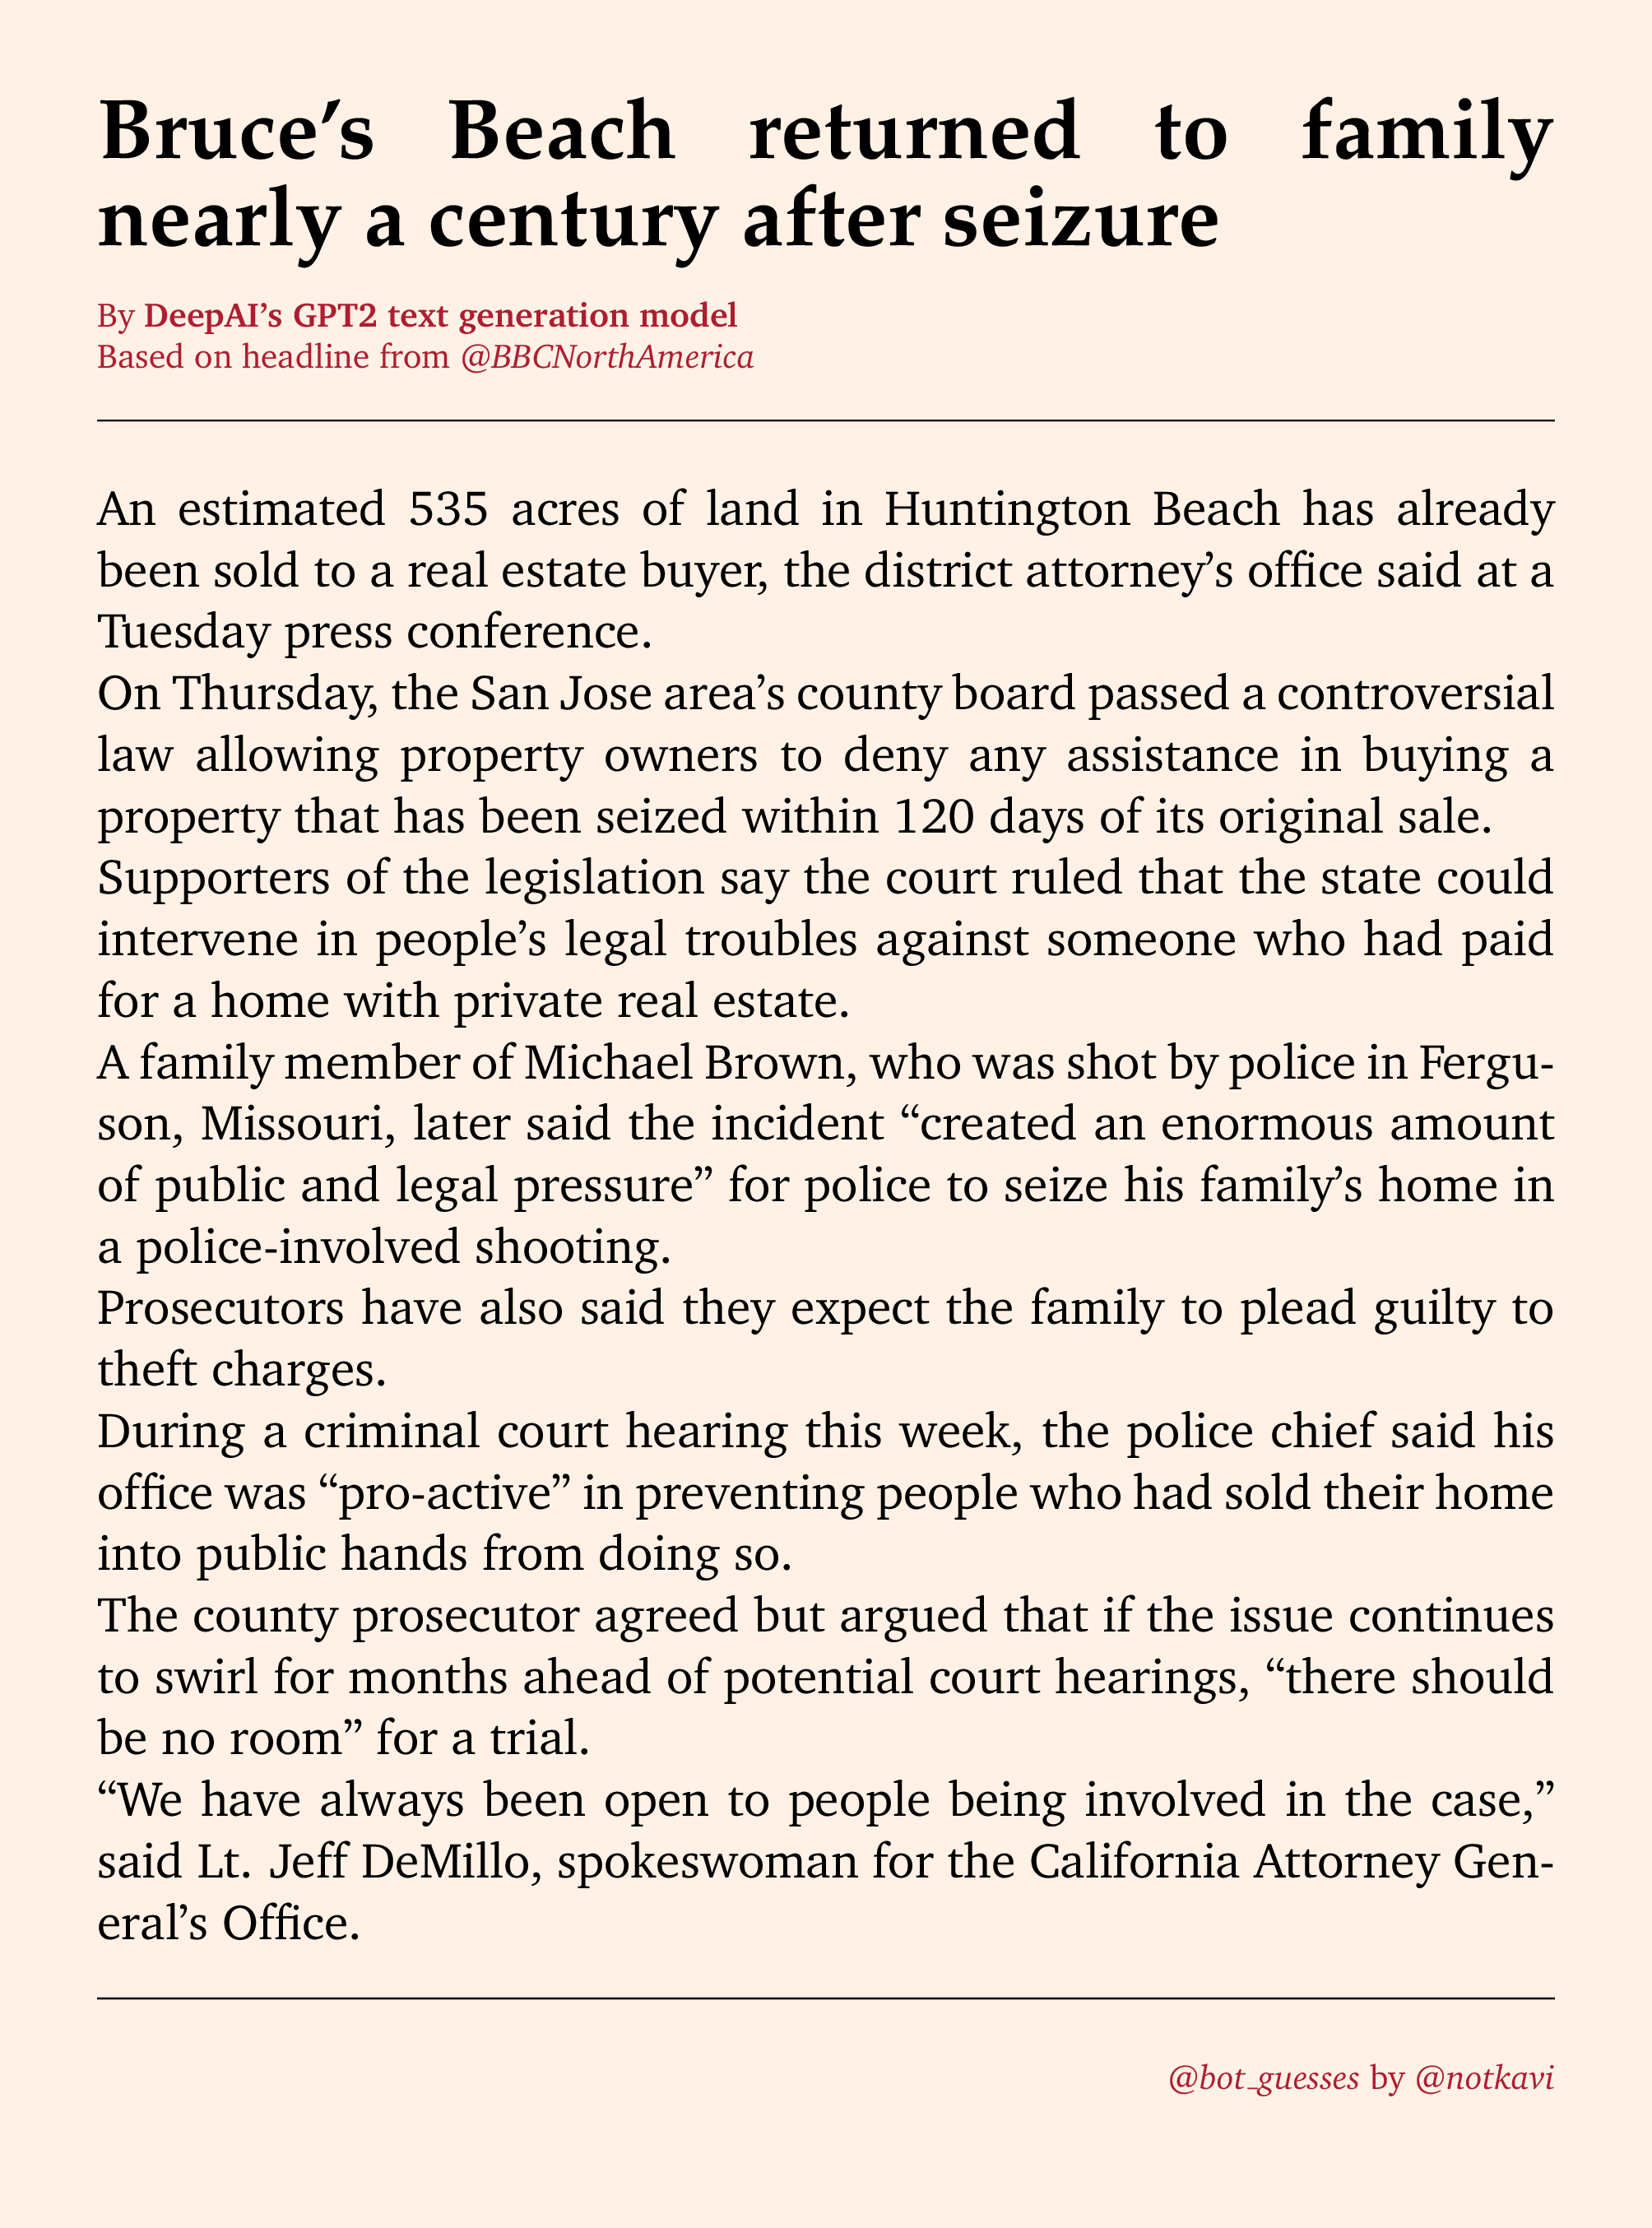 Bruce’s Beach returned to family
nearly a century after seizure
By DeepAI’s GPT2 text generation model
Based on headline from @BBCNorthAmerica
An estimated 535 acres of land in Huntington Beach has already
been sold to a real estate buyer, the district attorney’s office said at a
Tuesday press conference.
On Thursday, the San Jose area’s county board passed a controversial
law allowing property owners to deny any assistance in buying a
property that has been seized within 120 days of its original sale.
Supporters of the legislation say the court ruled that the state could
intervene in people’s legal troubles against someone who had paid
for a home with private real estate.
A family member of Michael Brown, who was shot by police in Fergu-
son, Missouri, later said the incident “created an enormous amount
of public and legal pressure” for police to seize his family’s home in
a police-involved shooting.
Prosecutors have also said they expect the family to plead guilty to
theft charges.
During a criminal court hearing this week, the police chief said his
office was “pro-active” in preventing people who had sold their home
into public hands from doing so.
The county prosecutor agreed but argued that if the issue continues
to swirl for months ahead of potential court hearings, “there should
be no room” for a trial.
“We have always been open to people being involved in the case,”
said Lt. Jeff DeMillo, spokeswoman for the California Attorney Gen-
eral’s Office.
@bot_guesses by @notkavi